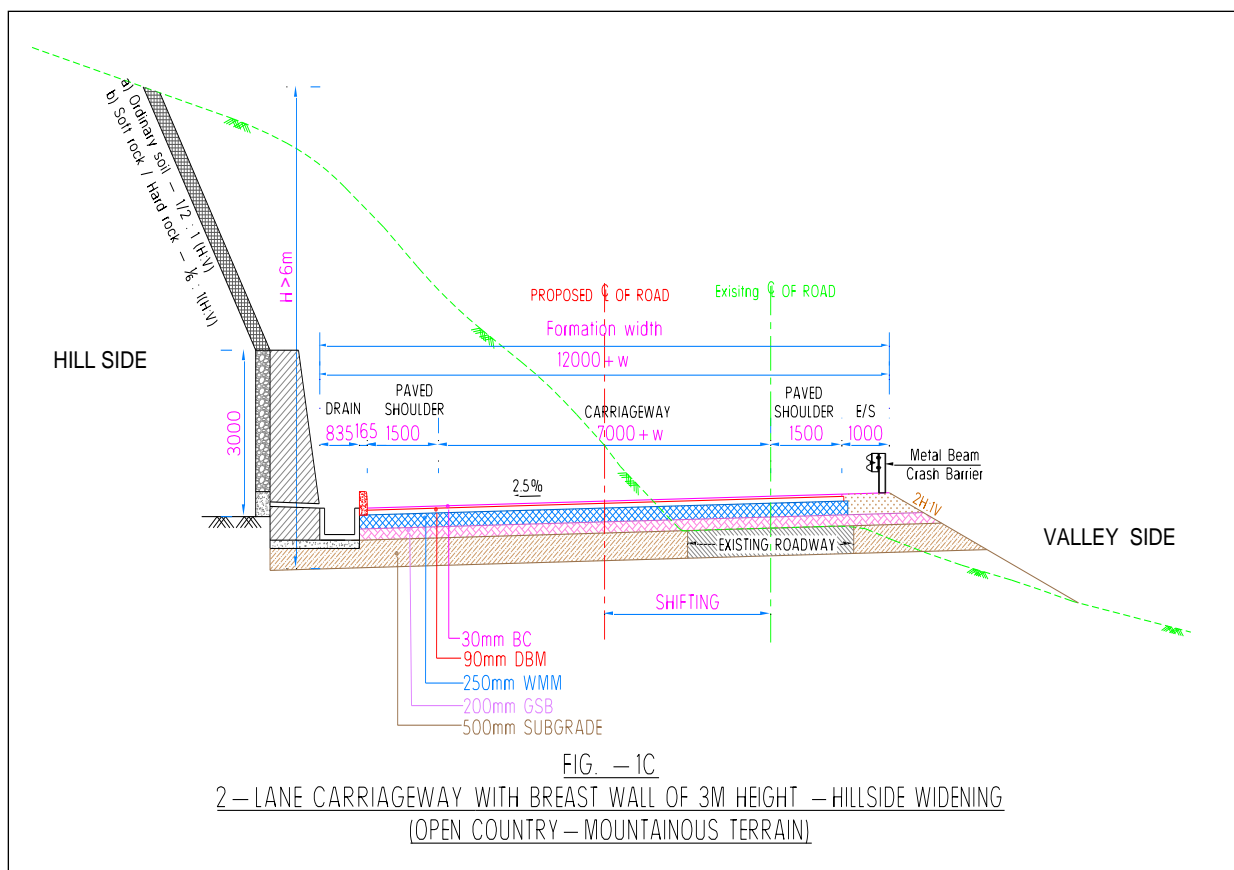 a) Ordinary soil – 1/2 : 1 (H:V)
b) Soft rock / Hard rock – 1/6 : 1(H:V)
H>6m
PROPOSED ℄ OF ROAD
Exisitng ℄ OF ROAD
Formation width
12000+w
HILL SIDE
3000
DRAIN
835
165
PAVED
SHOULDER
1500
CARRIAGEWAY
7000+w
PAVED
SHOULDER
1500
E/S
1000
Metal Beam
Crash Barrier
2.5%
2H:1V
EXISTING ROADWAY
VALLEY SIDE
SHIFTING
30mm BC
90mm DBM
250mm WMM
200mm GSB
500mm SUBGRADE
FIG. –1C
2–LANE CARRIAGEWAY WITH BREAST WALL OF 3M HEIGHT –HILLSIDE WIDENING
(OPEN COUNTRY–MOUNTAINOUS TERRAIN)